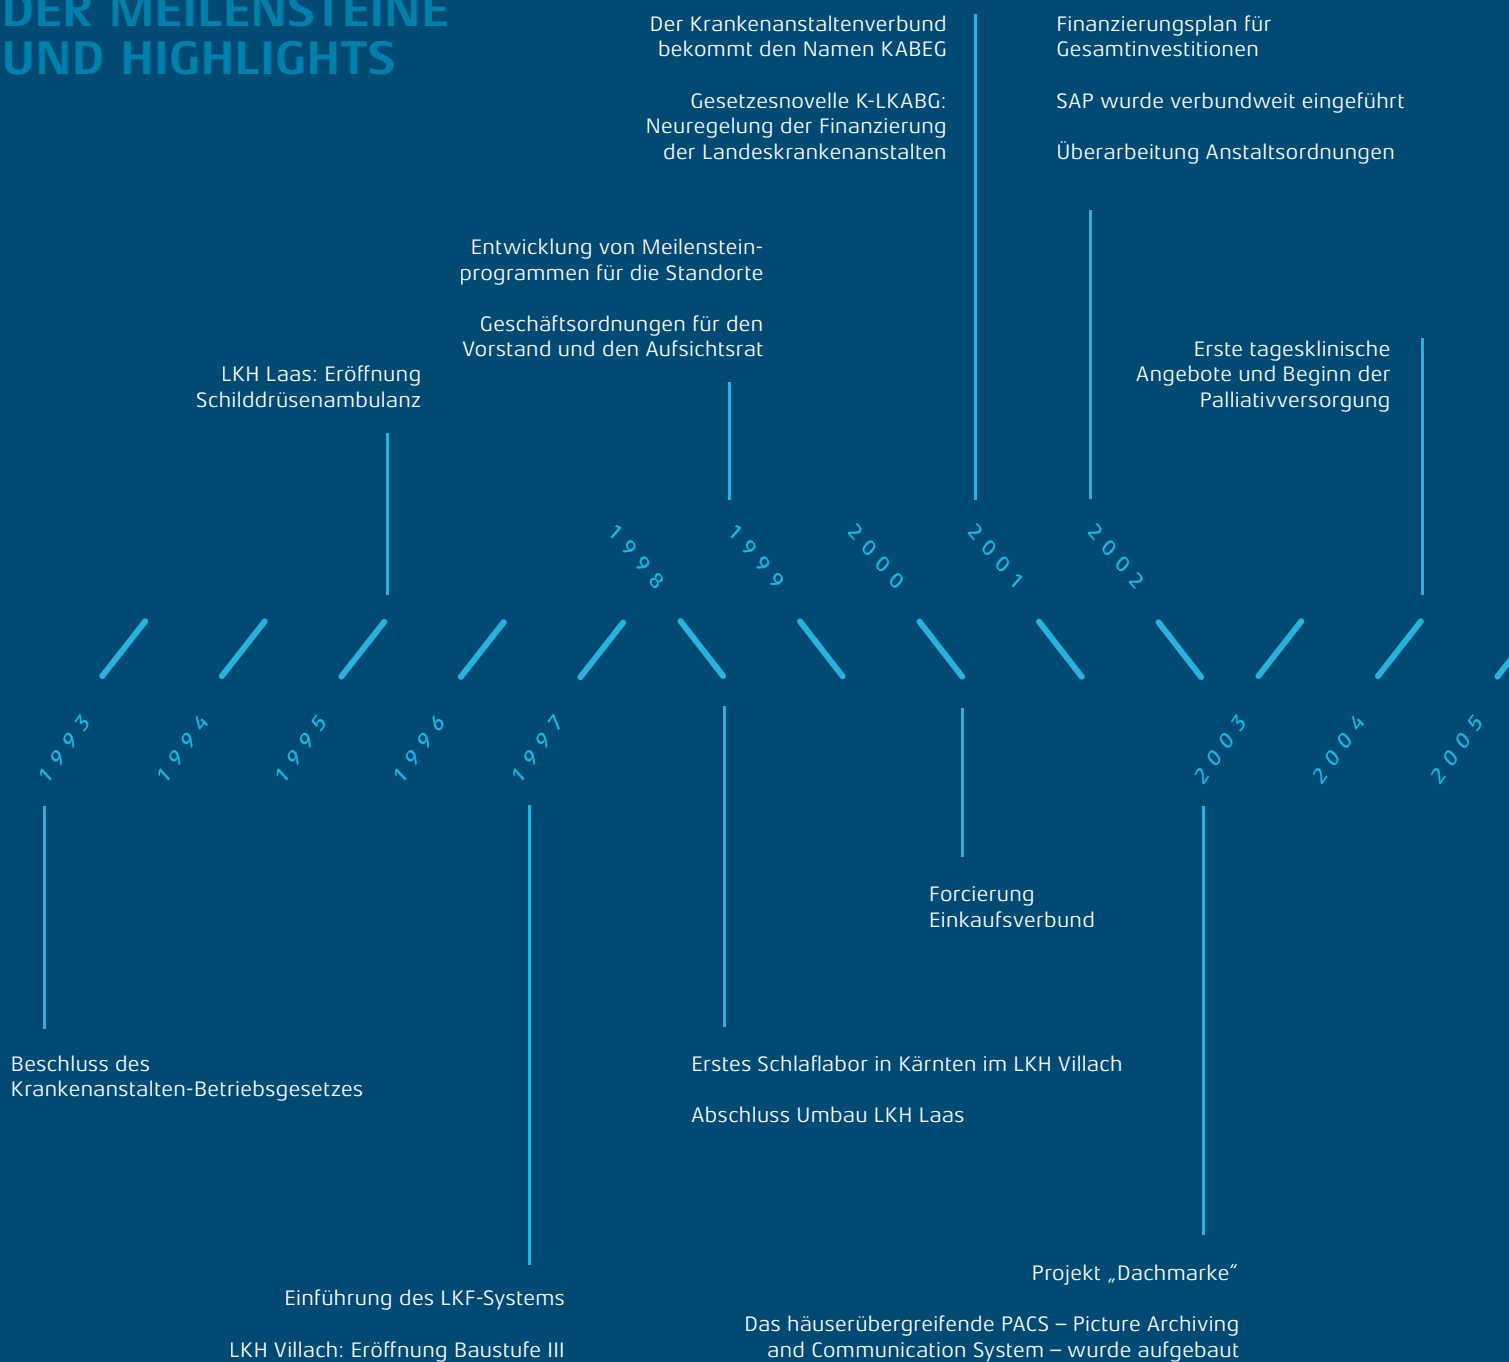 DER MEILENSTEINE
UND HIGHLIGHTS
Der Krankenanstaltenverbund
bekommt den Namen KABEG
Gesetzesnovelle K-LKABG:
Neuregelung der Finanzierung
der Landeskrankenanstalten
Finanzierungsplan für
Gesamtinvestitionen
SAP wurde verbundweit eingeführt
Überarbeitung Anstaltsordnungen
Entwicklung von Meilenstein-
programmen für die Standorte
Geschäftsordnungen für den
Vorstand und den Aufsichtsrat
LKH Laas: Eröffnung
Schilddrüsenambulanz
Erste tagesklinische
Angebote und Beginn der
Palliativversorgung
1998
1999
2000
2001
2002
1993
1994
1995
1996
1997
2003
2004
2005
Forcierung
Einkaufsverbund
Beschluss des
Krankenanstalten-Betriebsgesetzes
Erstes Schlaflabor in Kärnten im LKH Villach
Abschluss Umbau LKH Laas
Einführung des LKF-Systems
LKH Villach: Eröffnung Baustufe III
Projekt „Dachmarke“
Das häuserübergreifende PACS – Picture Archiving
and Communication System – wurde aufgebaut